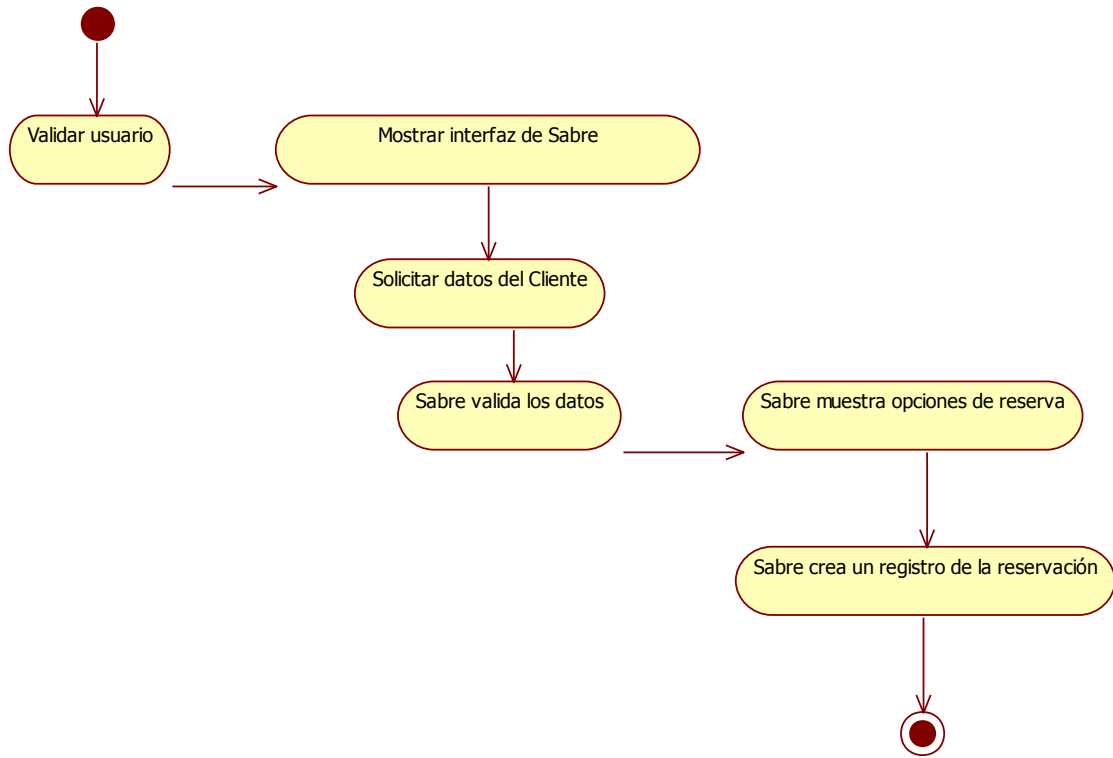 Validar usuario
Mostrar interfaz de Sabre
Solicitar datos del Cliente
Sabre valida los datos
Sabre muestra opciones de reserva
Sabre crea un registro de la reservación